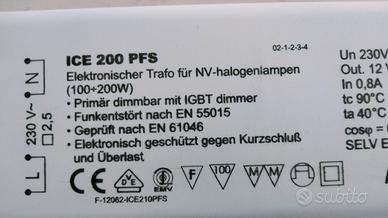 ICE 200 PFS
02-1-2-3-4
Elektronischer Trafo für NV-halogenlampen
(100÷200W)
• Primär dimmbar mit IGBT dimmer
• Funkentstört nach EN 55015
• Geprüft nach EN 61046
• Elektronisch geschützt gegen Kurzschluß
und Überlast
N
230 V~
2,5
L
Un 230V
Out. 12 V
In 0,8A
tc 90°C
ta 40°C
cosφ =
SELV E
CE
VDE
EMV
F
100
M M
F-12062-ICE210PFS
subito